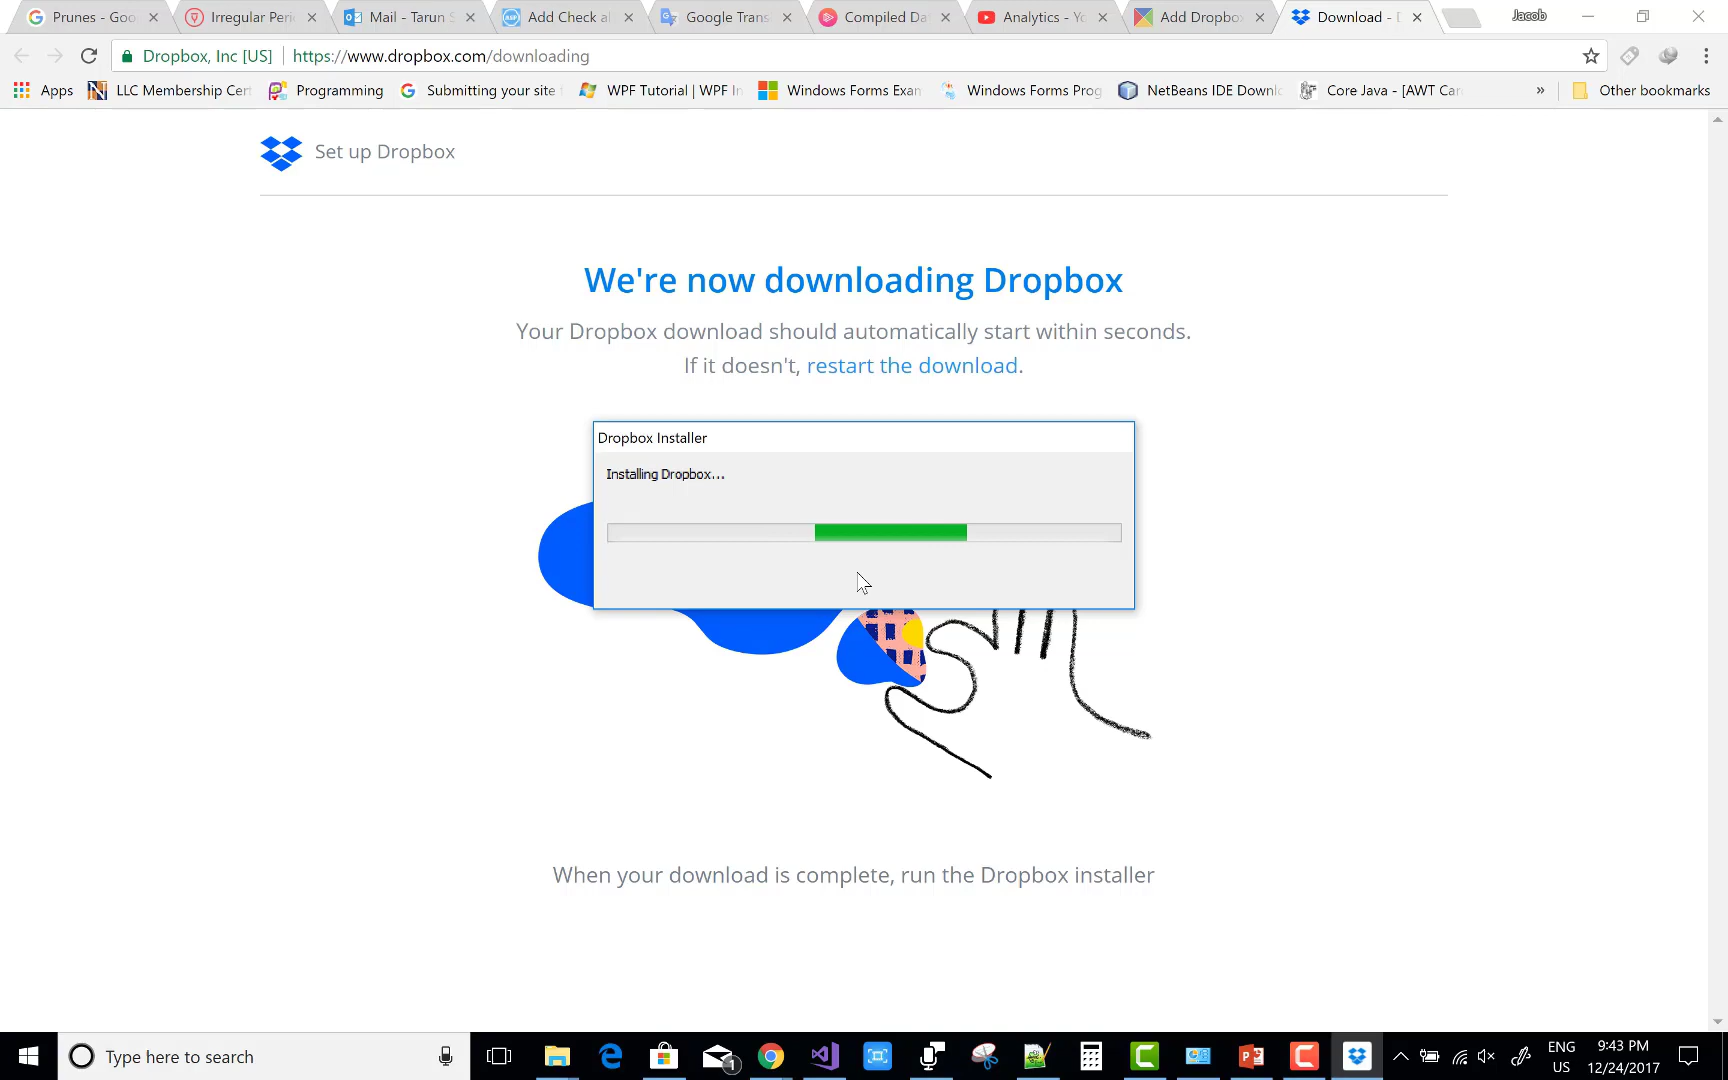 Prunes - Goo
Irregular Peri
Mail - Tarun S
Add Check al
Google Trans
Compiled Da
Analytics - Yo
Add Dropbox
Download - D
Jacob
Dropbox, Inc [US]
https://www.dropbox.com/downloading
Apps
LLC Membership Cert
Programming
Submitting your site
WPF Tutorial | WPF In
Windows Forms Exam
Windows Forms Prog
NetBeans IDE Downl
Core Java - [AWT Can
»
Other bookmarks
Set up Dropbox
We're now downloading Dropbox
Your Dropbox download should automatically start within seconds.
If it doesn't, restart the download.
Dropbox Installer
Installing Dropbox...
When your download is complete, run the Dropbox installer
Type here to search
1
ENG
US
9:43 PM
12/24/2017